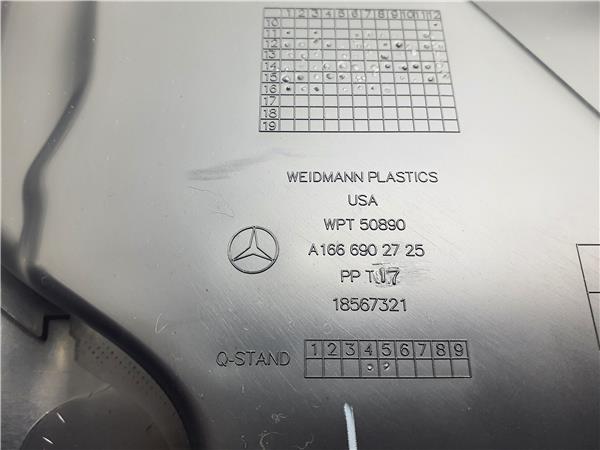 1 2 3 4 5 6 7 8 9 10 11 12
10
11
12
13
14
15
16
17
18
19
WEIDMANN PLASTICS
USA
WPT 50890
A166 690 27 25
PP T17
18567321
Q-STAND 1 2 3 4 5 6 7 8 9